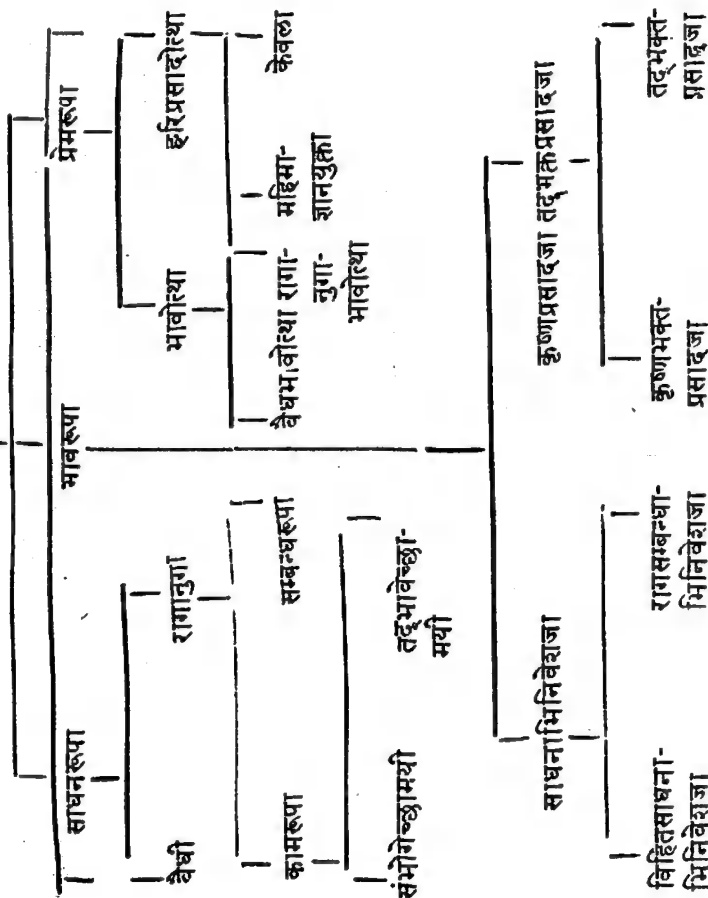 साधनरूपा
भावरूपा
प्रेमरूपा
वैधी
रागानुगा
भावोत्था
हरिप्रसादोत्था
कामरूपा
सम्बन्धरूपा
वैधभावोत्था रागा-
नुगा-
भावोत्था
महिमा-
ज्ञानयुक्ता
केवला
संभोगेच्छामयी
तद्भावेच्छा-
मयी
साधनाभिनिवेशजा
कृष्णप्रसादजा तद्भक्तप्रसादजा
विहितसाधना-
भिनिवेशजा
रागसम्बन्धा-
भिनिवेशजा
कृष्णभक्त-
प्रसादजा
तद्भक्त-
प्रसादजा